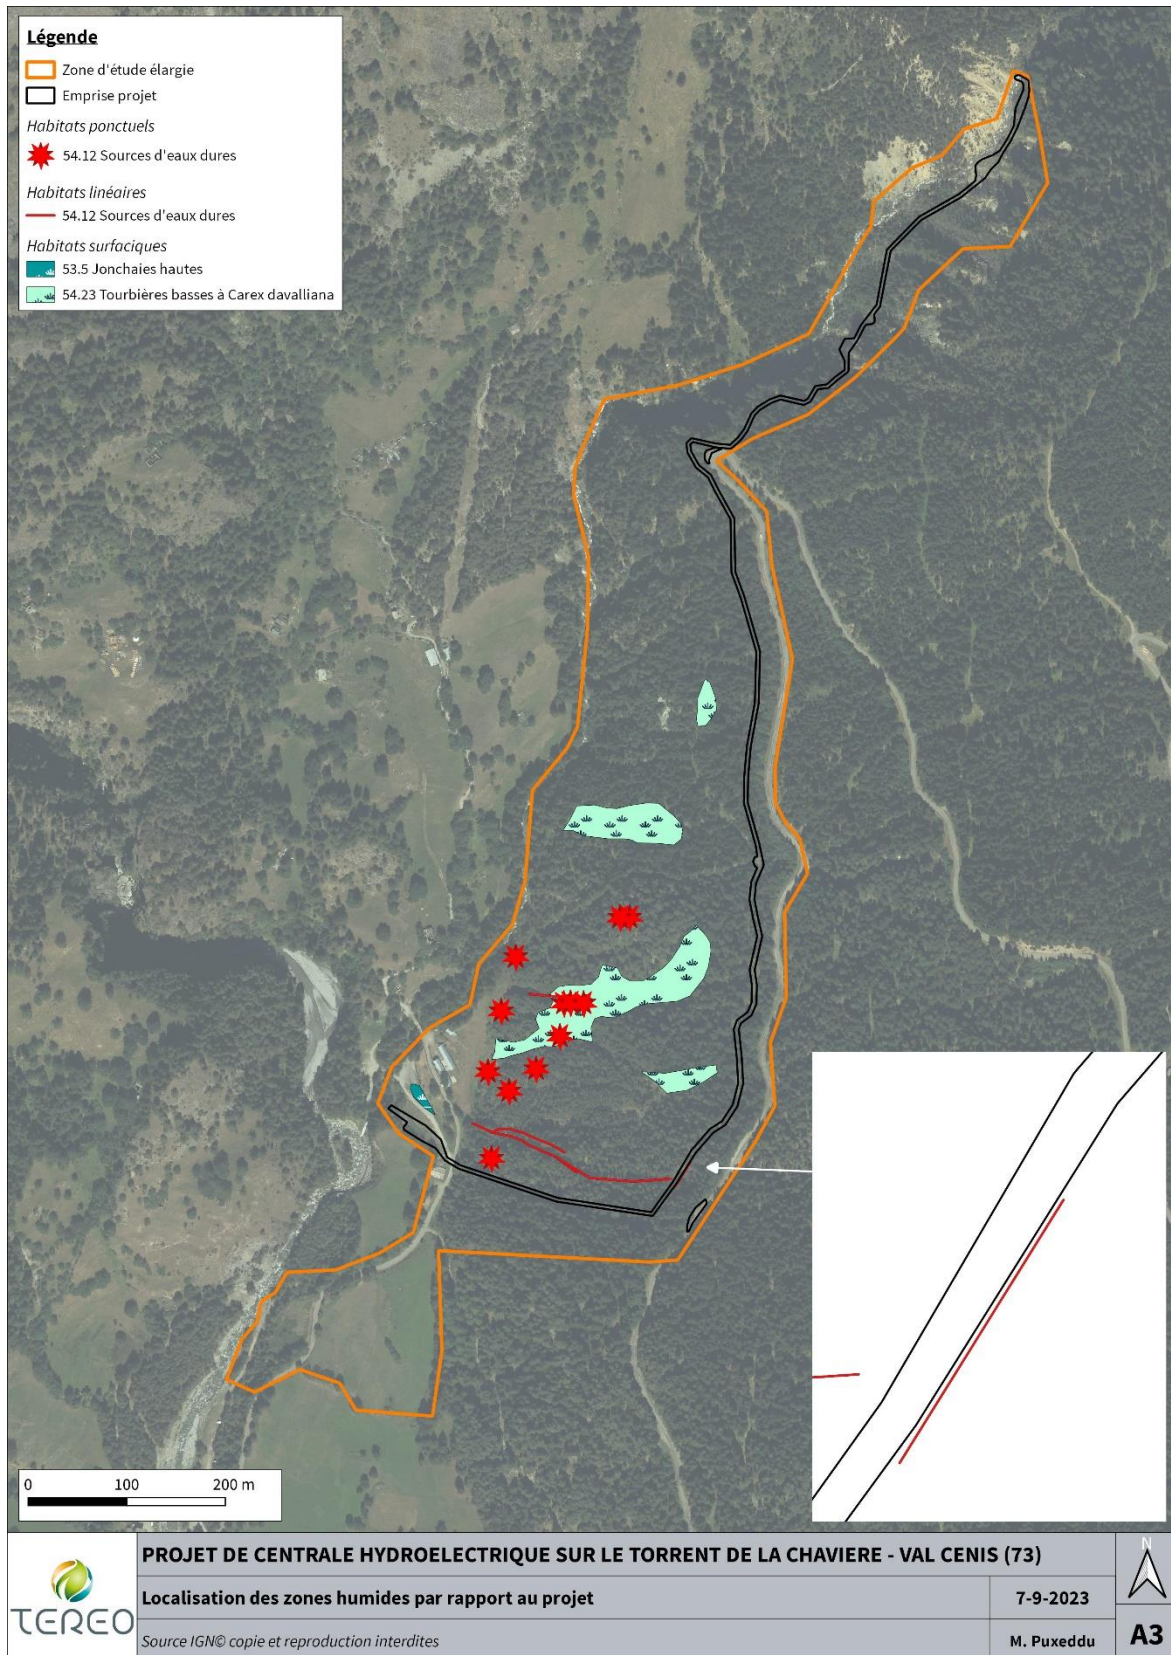 Légende
Zone d'étude élargie
Emprise projet
Habitats ponctuels
54.12 Sources d'eaux dures
Habitats linéaires
54.12 Sources d'eaux dures
Habitats surfaciques
53.5 Jonchaies hautes
54.23 Tourbières basses à Carex davalliana
0 100 200 m
TEREO
PROJET DE CENTRALE HYDROELECTRIQUE SUR LE TORRENT DE LA CHAVIERE - VAL CENIS (73)
Localisation des zones humides par rapport au projet
7-9-2023
Source IGN© copie et reproduction interdites
M. Puxeddu
N
A3